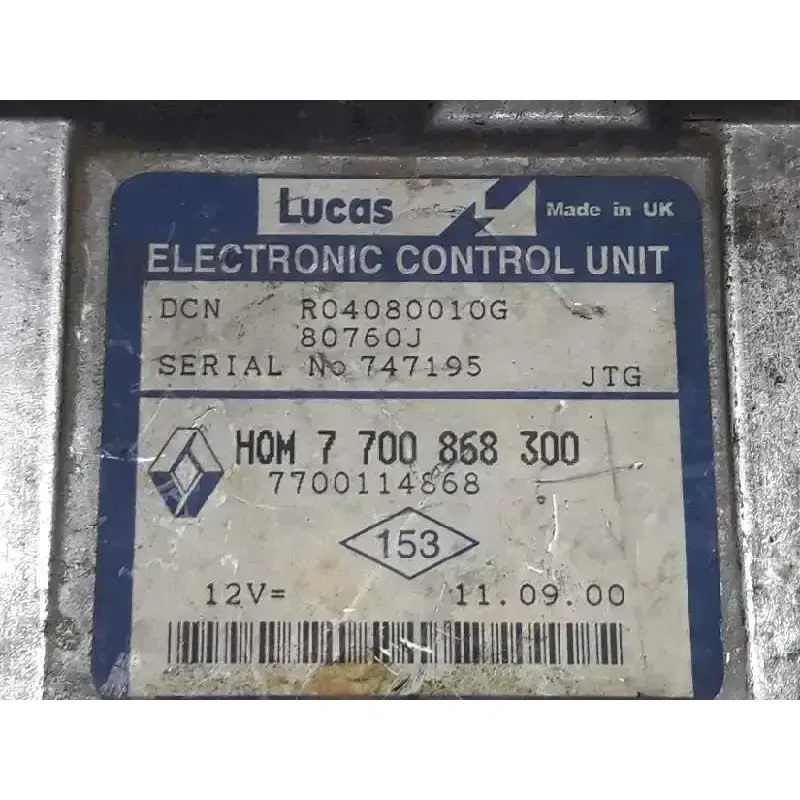 Lucas Made in UK
ELECTRONIC CONTROL UNIT
DCN R04080010G
80760J
SERIAL No 747195 JTG
HOM 7 700 868 300
7700114868
153
12V= 11.09.00